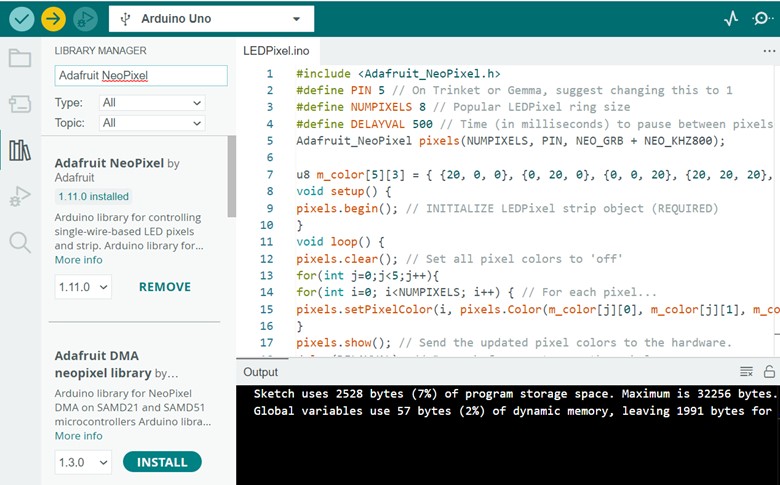 Arduino Uno
LIBRARY MANAGER
Adafruit NeoPixel
Type: All
Topic: All
Adafruit NeoPixel by
Adafruit
1.11.0 installed
Arduino library for controlling
single-wire-based LED pixels
and strip. Arduino library for...
More info
1.11.0 REMOVE
Adafruit DMA
neopixel library by...
Arduino library for NeoPixel
DMA on SAMD21 and SAMD51
microcontrollers Arduino libra...
More info
1.3.0 INSTALL
LEDPixel.ino
1 #include <Adafruit_NeoPixel.h>
2 #define PIN 5 // On Trinket or Gemma, suggest changing this to 1
3 #define NUMPIXELS 8 // Popular LEDPixel ring size
4 #define DELAYVAL 500 // Time (in milliseconds) to pause between pixels
5 Adafruit_NeoPixel pixels(NUMPIXELS, PIN, NEO_GRB + NEO_KHZ800);
6
7 u8 m_color[5][3] = { {20, 0, 0}, {0, 20, 0}, {0, 0, 20}, {20, 20, 20},
8 void setup() {
9 pixels.begin(); // INITIALIZE LEDPixel strip object (REQUIRED)
10 }
11 void loop() {
12 pixels.clear(); // Set all pixel colors to 'off'
13 for(int j=0;j<5;j++){
14 for(int i=0; i<NUMPIXELS; i++) { // For each pixel...
15 pixels.setPixelColor(i, pixels.Color(m_color[j][0], m_color[j][1], m_co
16 }
17 pixels.show(); // Send the updated pixel colors to the hardware.
Output
Sketch uses 2528 bytes (7%) of program storage space. Maximum is 32256 bytes.
Global variables use 57 bytes (2%) of dynamic memory, leaving 1991 bytes for